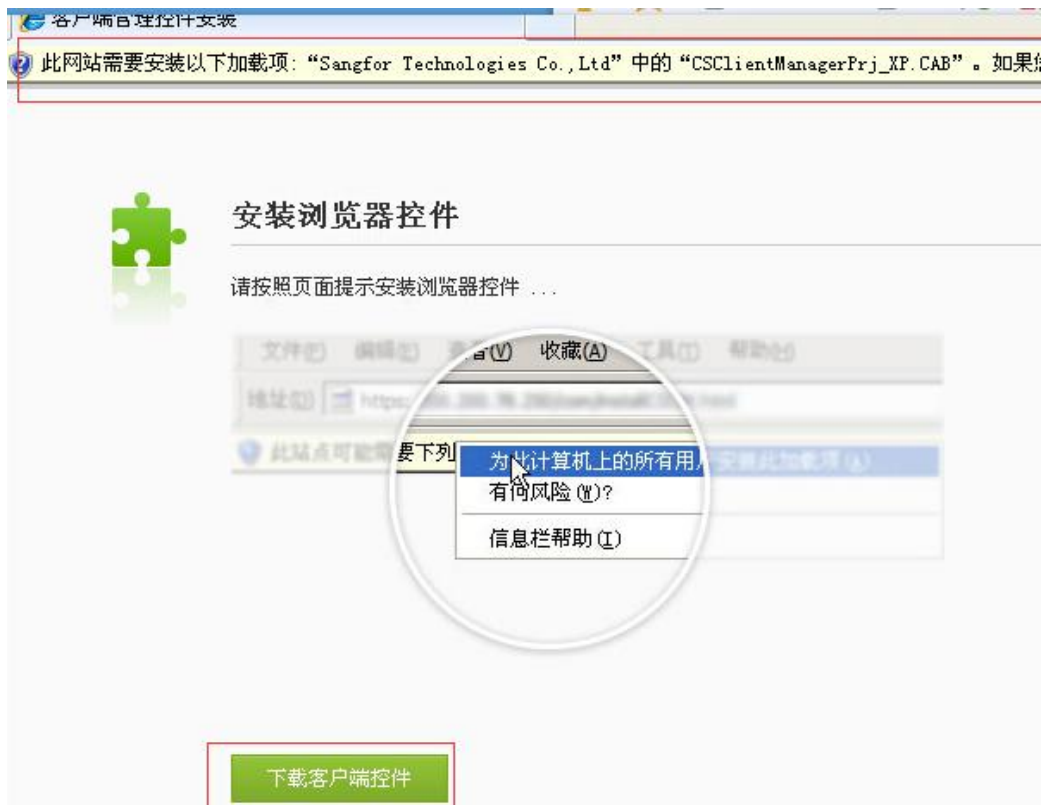 客户端管理控件安装
此网站需要安装以下加载项：“Sangfor Technologies Co.,Ltd”中的“CSClientManagerPrj_XP.CAB”。如果
安装浏览器控件
请按照页面提示安装浏览器控件 ...
文件(F) 编辑(E) 查看(V) 收藏(A) 工具(T) 帮助(H)
地址(D) https:
此站点可能需要下列
为此计算机上的所有用户安装此加载项(A)
有何风险(W)?
信息栏帮助(I)
下载客户端控件